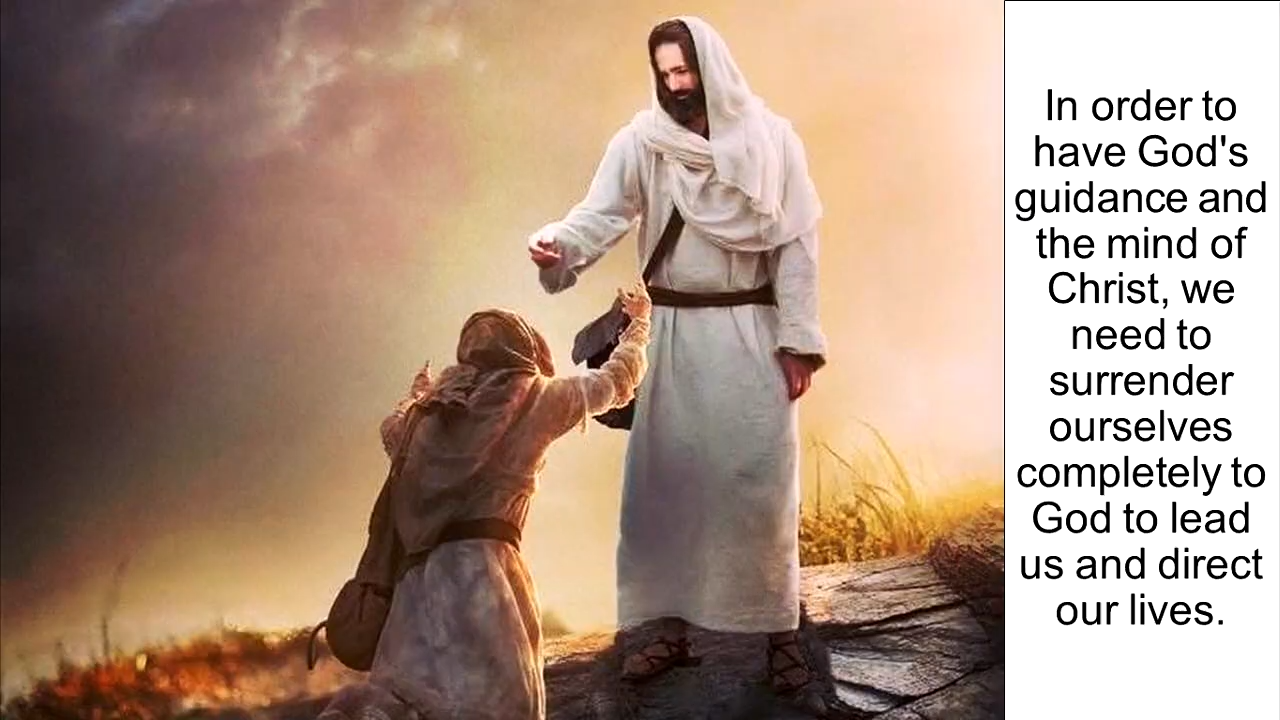 In order to
have God's
guidance and
the mind of
Christ, we
need to
surrender
ourselves
completely to
God to lead
us and direct
our lives.